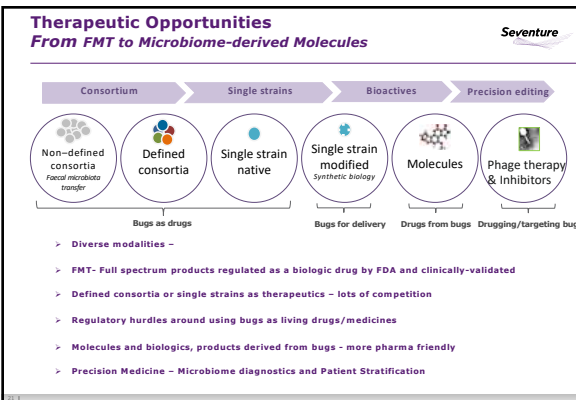 Therapeutic Opportunities
From FMT to Microbiome-derived Molecules
Seventure
Consortium
Single strains
Bioactives
Precision editing
Non–defined
consortia
Faecal microbiota
transfer
Defined
consortia
Single strain
native
Single strain
modified
Synthetic biology
Molecules
Phage therapy
& Inhibitors
Bugs as drugs
Bugs for delivery
Drugs from bugs
Drugging/targeting bug
➢ Diverse modalities –
➢ FMT- Full spectrum products regulated as a biologic drug by FDA and clinically-validated
➢ Defined consortia or single strains as therapeutics – lots of competition
➢ Regulatory hurdles around using bugs as living drugs/medicines
➢ Molecules and biologics, products derived from bugs - more pharma friendly
➢ Precision Medicine – Microbiome diagnostics and Patient Stratification
21 |